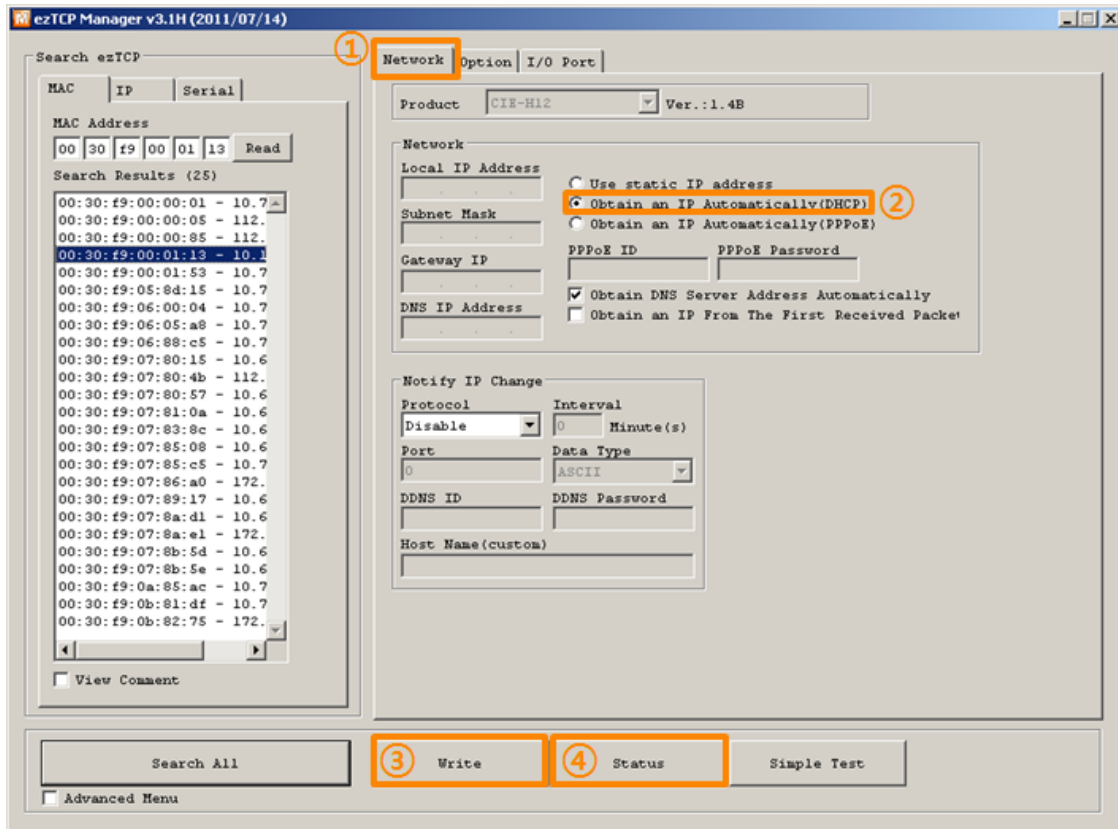 ezTCP Manager v3.1H (2011/07/14)
Search ezTCP
MAC IP Serial
MAC Address
00 30 f9 00 01 13 Read
Search Results (25)
00:30:f9:00:00:01 - 10.7
00:30:f9:00:00:05 - 112.
00:30:f9:00:00:85 - 112.
00:30:f9:00:01:13 - 10.1
00:30:f9:00:01:53 - 10.7
00:30:f9:05:8d:15 - 10.7
00:30:f9:06:00:04 - 10.7
00:30:f9:06:05:a8 - 10.7
00:30:f9:06:88:c5 - 10.7
00:30:f9:07:80:15 - 10.6
00:30:f9:07:80:4b - 112.
00:30:f9:07:80:57 - 10.6
00:30:f9:07:81:0a - 10.6
00:30:f9:07:83:8c - 10.6
00:30:f9:07:85:08 - 10.6
00:30:f9:07:85:c5 - 10.7
00:30:f9:07:86:a0 - 172.
00:30:f9:07:89:17 - 10.6
00:30:f9:07:8a:d1 - 10.6
00:30:f9:07:8a:e1 - 172.
00:30:f9:07:8b:5d - 10.6
00:30:f9:07:8b:5e - 10.6
00:30:f9:0a:85:ac - 10.7
00:30:f9:0b:81:df - 10.7
00:30:f9:0b:82:75 - 172.
View Comment
① Network Option I/O Port
Product CIE-H12 Ver.:1.4B
Network
Local IP Address
Use static IP address
Obtain an IP Automatically(DHCP) ②
Subnet Mask
Obtain an IP Automatically(PPPoE)
PPPoE ID PPPoE Password
Gateway IP
Obtain DNS Server Address Automatically
DNS IP Address
Obtain an IP From The First Received Packet
Notify IP Change
Protocol Interval
Disable 0 Minute(s)
Port Data Type
0 ASCII
DDNS ID DDNS Password
Host Name(custom)
Search All ③ Write ④ Status Simple Test
Advanced Menu